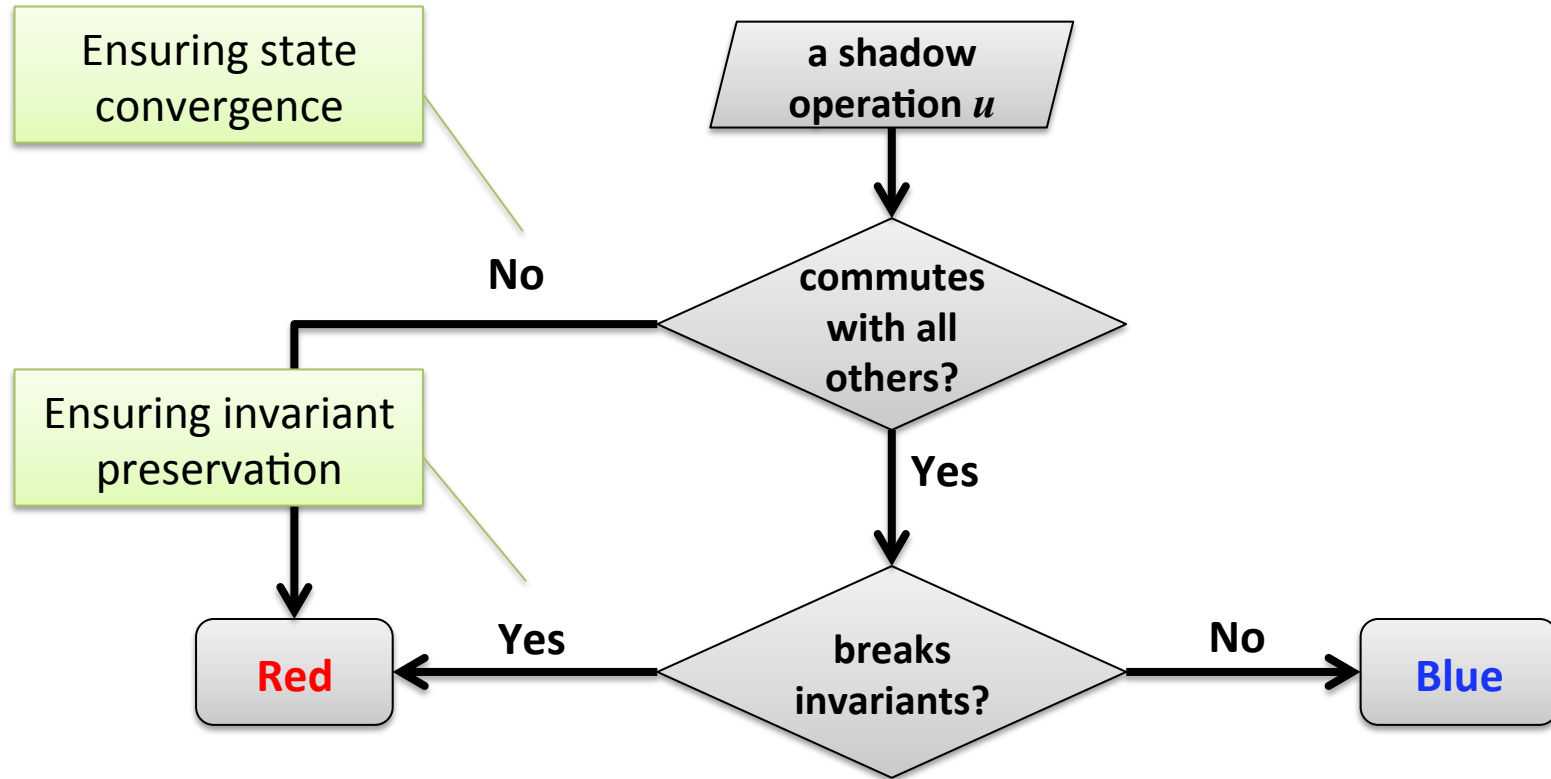 Ensuring state
convergence
a shadow
operation u
No
commutes
with all
others?
Ensuring invariant
preservation
Yes
Red
Yes
breaks
invariants?
No
Blue